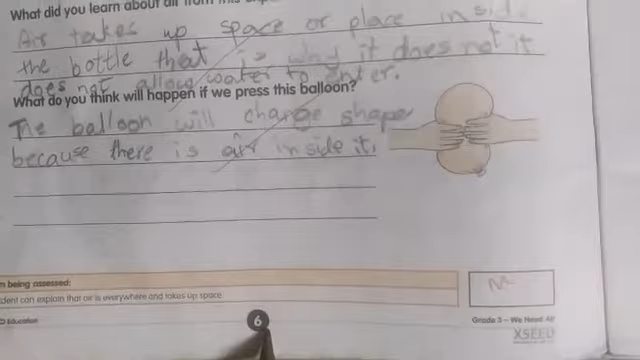 What did you learn about air from this
Air takes up space or place inside
the bottle that is why it does not it
does not allow water to enter.
What do you think will happen if we press this balloon?
The balloon will change shape
because there is air inside it.
n being assessed:
dent can explain that air is everywhere and takes up space
Education
6
Grade 3 – We Need Air
XSEED